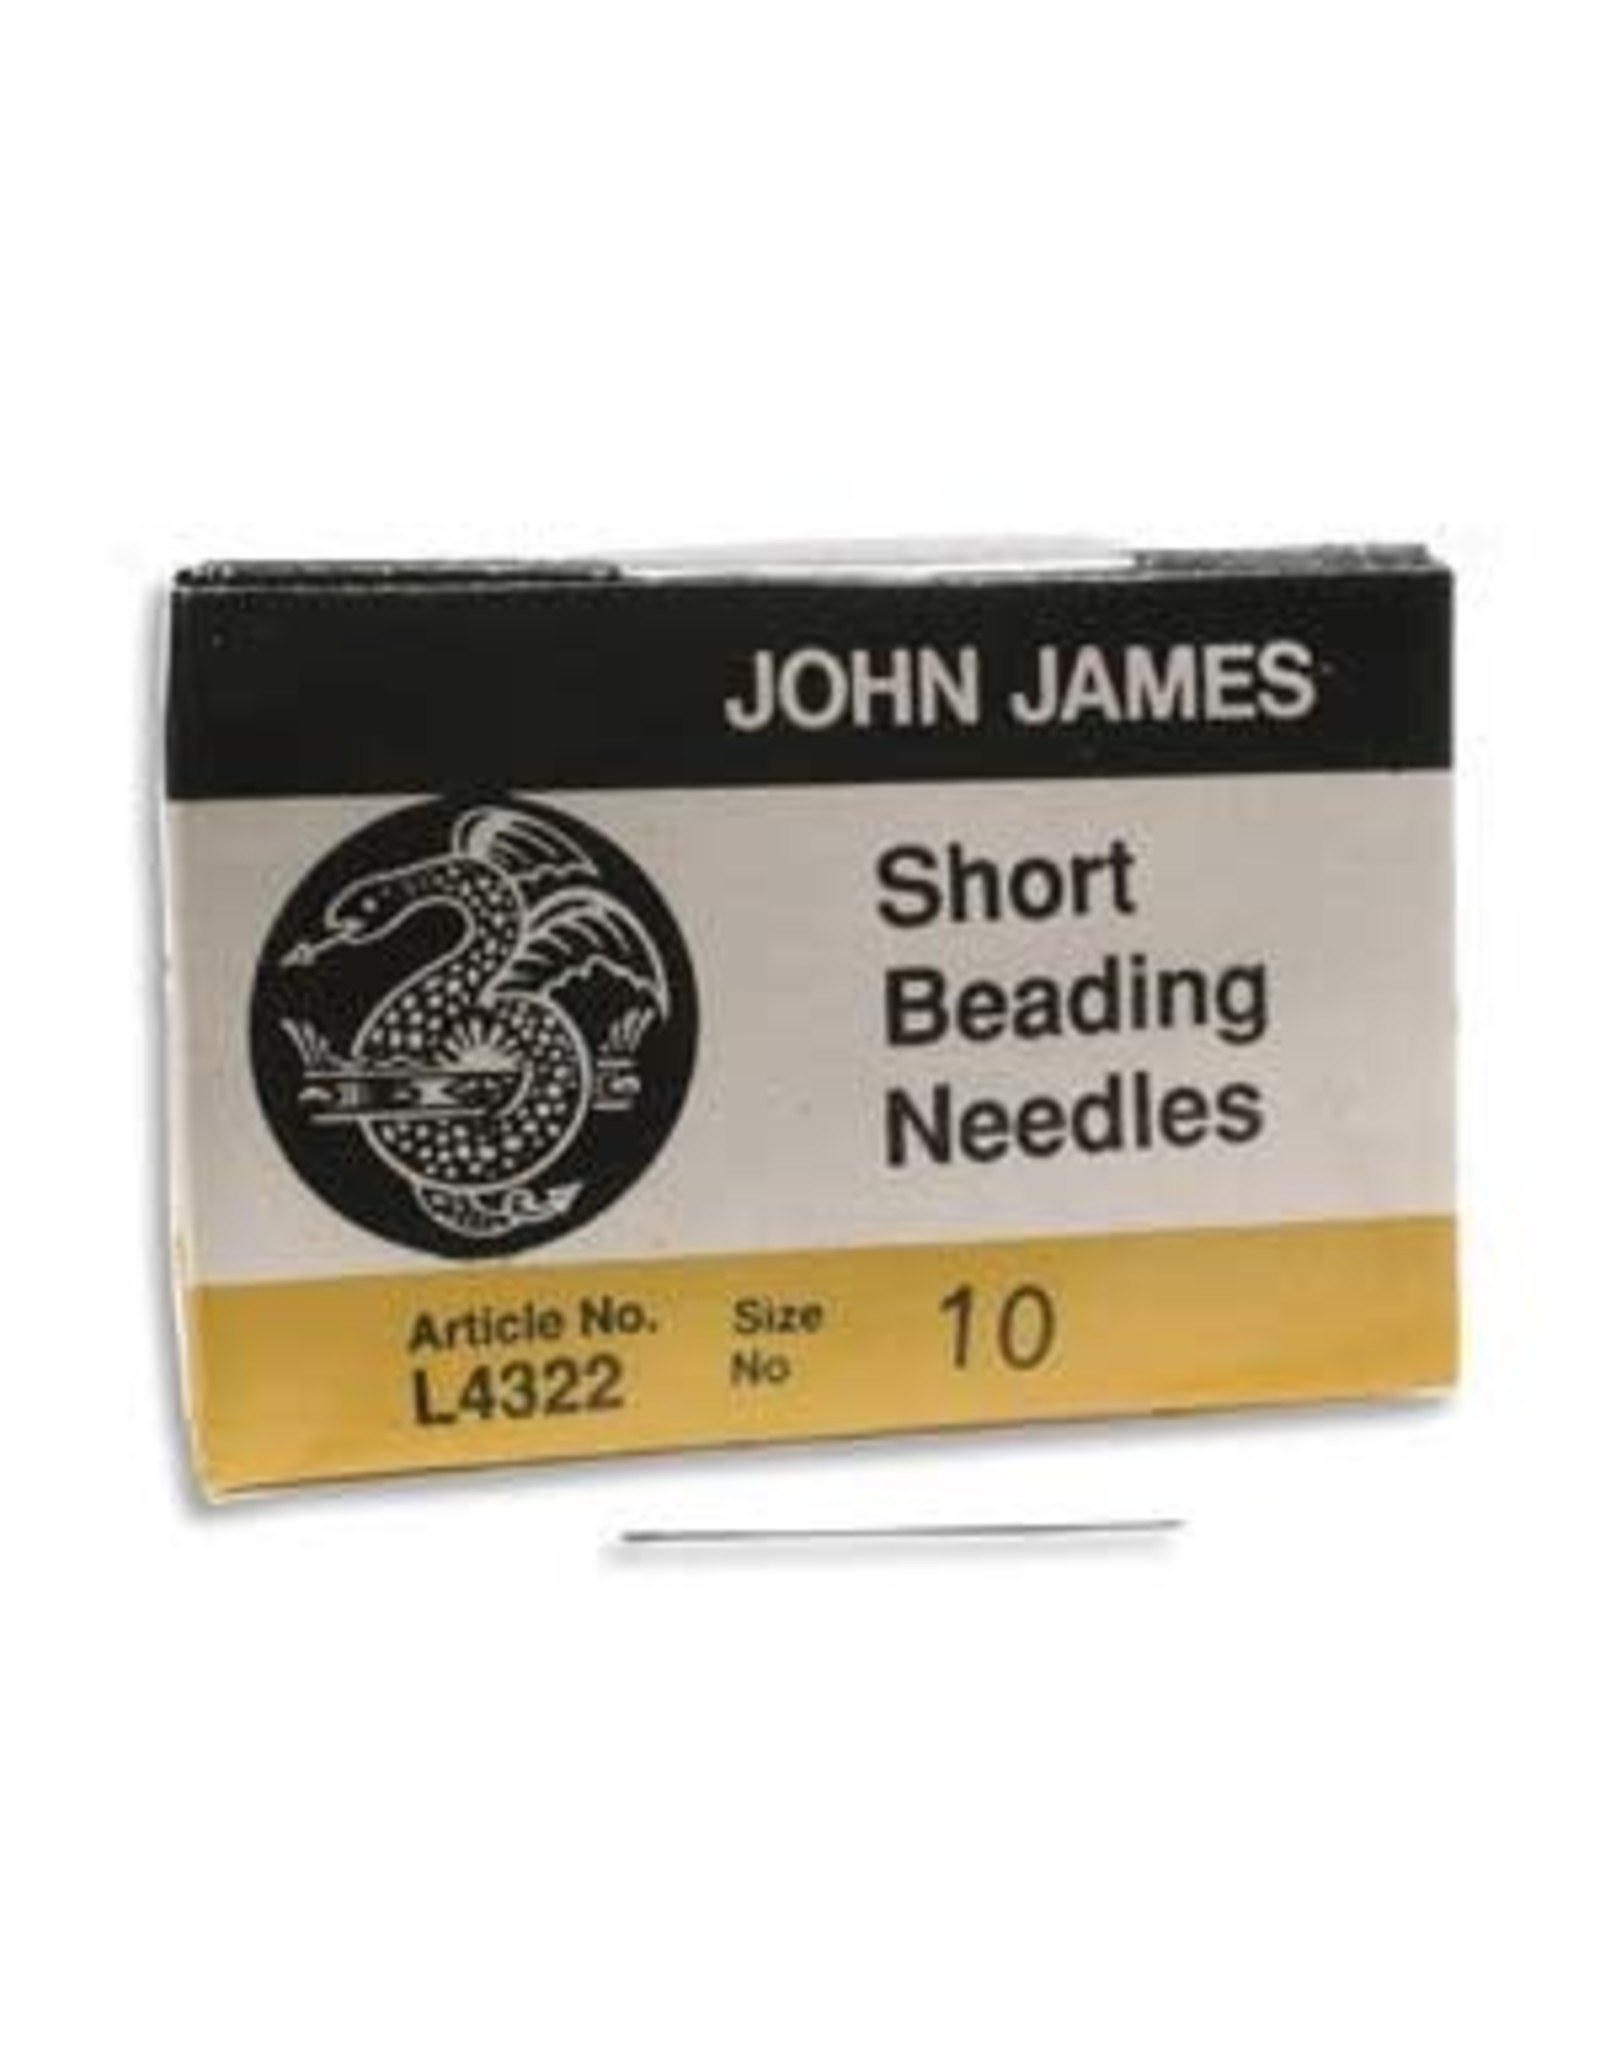 JOHN JAMES
Short
Beading
Needles
Article No.
L4322
Size
No
10